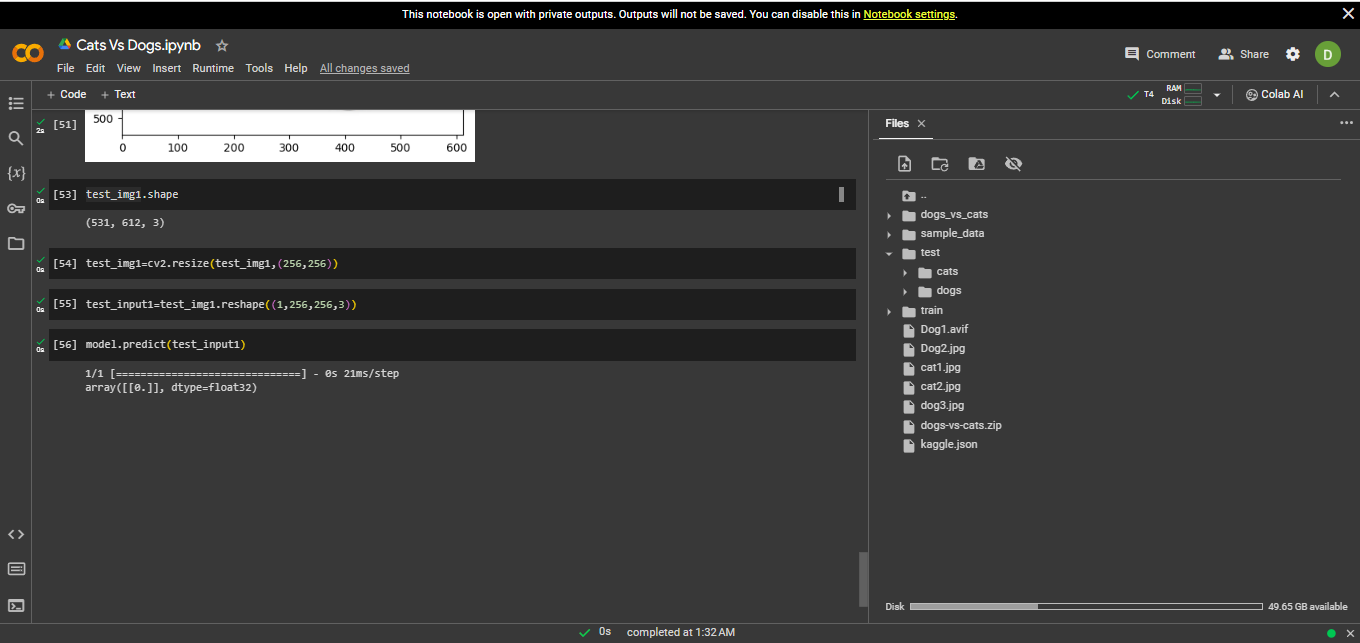 This notebook is open with private outputs. Outputs will not be saved. You can disable this in Notebook settings.
Cats Vs Dogs.ipynb
Comment
Share
D
File Edit View Insert Runtime Tools Help All changes saved
+ Code + Text
T4 RAM
Disk
Colab AI
2s [51]
500
0 100 200 300 400 500 600
0s [53] test_img1.shape
(531, 612, 3)
0s [54] test_img1=cv2.resize(test_img1,(256,256))
0s [55] test_input1=test_img1.reshape((1,256,256,3))
0s [56] model.predict(test_input1)
1/1 [==============================] - 0s 21ms/step
array([[0.]], dtype=float32)
{x}
Files
..
dogs_vs_cats
sample_data
test
cats
dogs
train
Dog1.avif
Dog2.jpg
cat1.jpg
cat2.jpg
dog3.jpg
dogs-vs-cats.zip
kaggle.json
Disk 49.65 GB available
0s completed at 1:32 AM